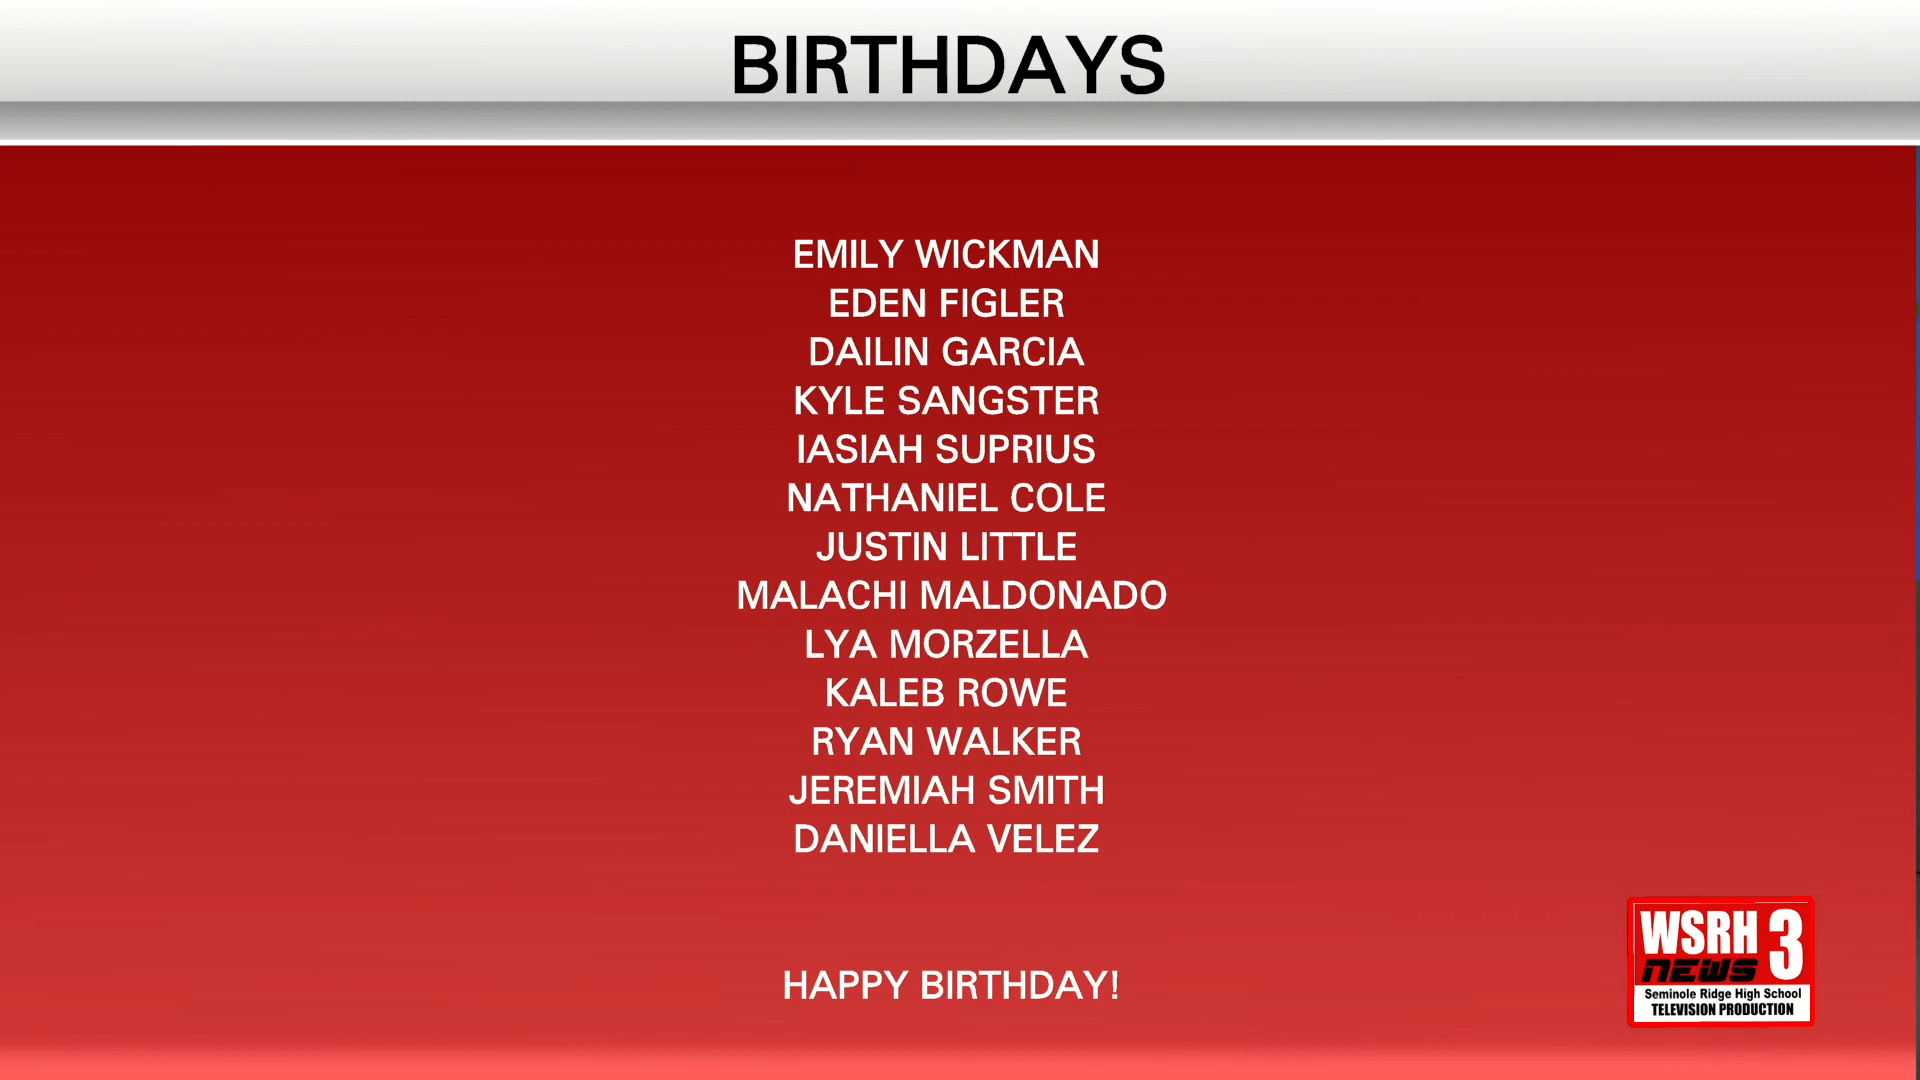 BIRTHDAYS
EMILY WICKMAN
EDEN FIGLER
DAILIN GARCIA
KYLE SANGSTER
IASIAH SUPRIUS
NATHANIEL COLE
JUSTIN LITTLE
MALACHI MALDONADO
LYA MORZELLA
KALEB ROWE
RYAN WALKER
JEREMIAH SMITH
DANIELLA VELEZ
HAPPY BIRTHDAY!
WSRH 3
NEWS
Seminole Ridge High School
TELEVISION PRODUCTION